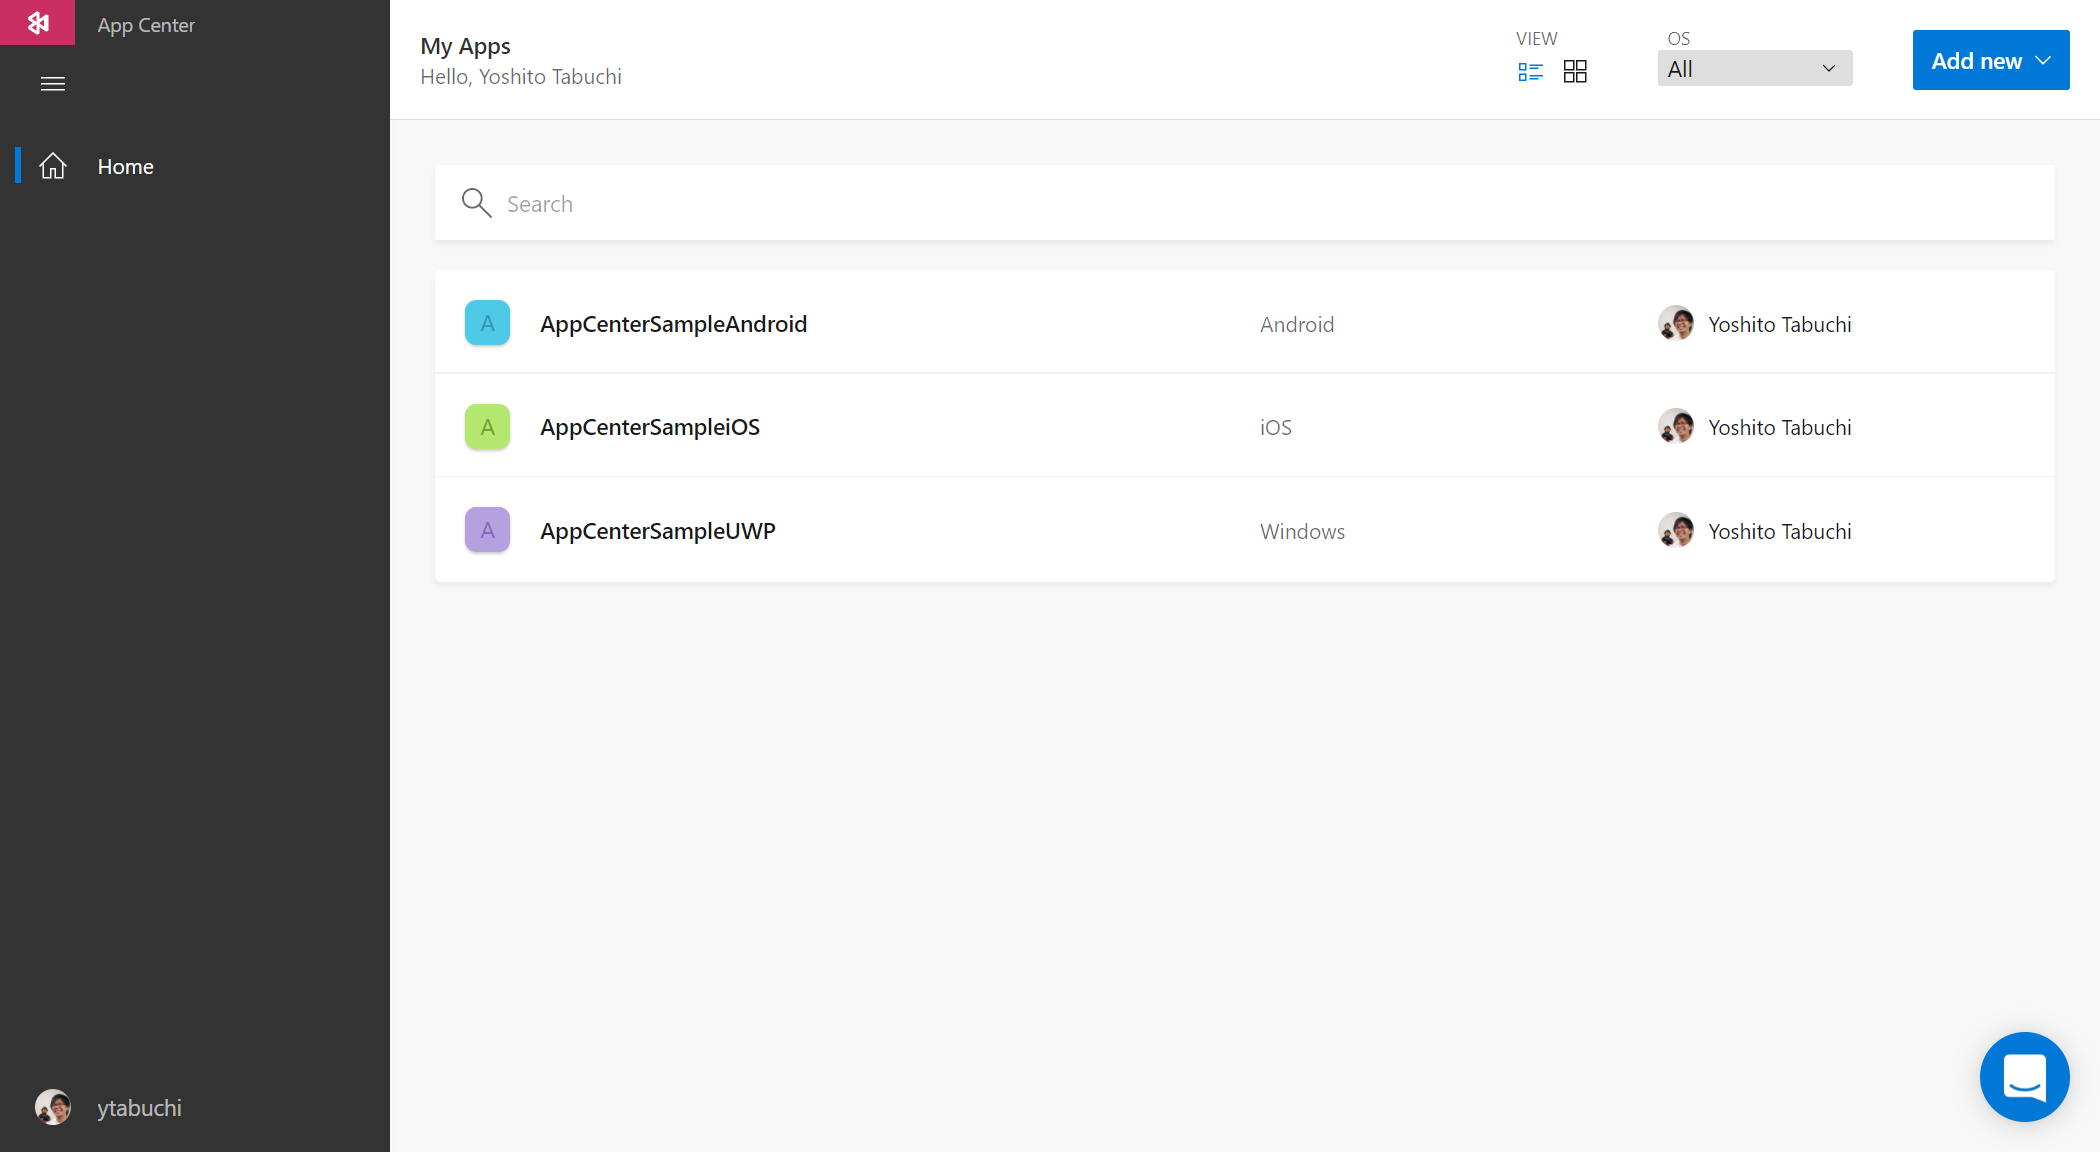 App Center
Home
ytabuchi
My Apps
Hello, Yoshito Tabuchi
VIEW
OS
All
Add new
Search
A AppCenterSampleAndroid Android Yoshito Tabuchi
A AppCenterSampleiOS iOS Yoshito Tabuchi
A AppCenterSampleUWP Windows Yoshito Tabuchi